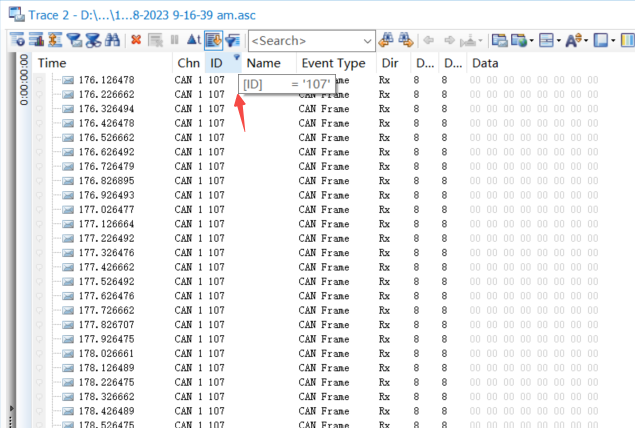 Trace 2 - D:\...\1...8-2023 9-16-39 am.asc
<Search>
Time Chn ID Name Event Type Dir D... D... Data
0:00:00:00
[ID] = '107'
176.126478 CAN 1 107 Frame Rx 8 8 00 00 00 00 00 00 00 00
176.226662 CAN 1 107 CAN Frame Rx 8 8 00 00 00 00 00 00 00 00
176.326494 CAN 1 107 CAN Frame Rx 8 8 00 00 00 00 00 00 00 00
176.426478 CAN 1 107 CAN Frame Rx 8 8 00 00 00 00 00 00 00 00
176.526662 CAN 1 107 CAN Frame Rx 8 8 00 00 00 00 00 00 00 00
176.626492 CAN 1 107 CAN Frame Rx 8 8 00 00 00 00 00 00 00 00
176.726479 CAN 1 107 CAN Frame Rx 8 8 00 00 00 00 00 00 00 00
176.826895 CAN 1 107 CAN Frame Rx 8 8 00 00 00 00 00 00 00 00
176.926493 CAN 1 107 CAN Frame Rx 8 8 00 00 00 00 00 00 00 00
177.026477 CAN 1 107 CAN Frame Rx 8 8 00 00 00 00 00 00 00 00
177.126664 CAN 1 107 CAN Frame Rx 8 8 00 00 00 00 00 00 00 00
177.226492 CAN 1 107 CAN Frame Rx 8 8 00 00 00 00 00 00 00 00
177.326476 CAN 1 107 CAN Frame Rx 8 8 00 00 00 00 00 00 00 00
177.426662 CAN 1 107 CAN Frame Rx 8 8 00 00 00 00 00 00 00 00
177.526492 CAN 1 107 CAN Frame Rx 8 8 00 00 00 00 00 00 00 00
177.626476 CAN 1 107 CAN Frame Rx 8 8 00 00 00 00 00 00 00 00
177.726662 CAN 1 107 CAN Frame Rx 8 8 00 00 00 00 00 00 00 00
177.826707 CAN 1 107 CAN Frame Rx 8 8 00 00 00 00 00 00 00 00
177.926475 CAN 1 107 CAN Frame Rx 8 8 00 00 00 00 00 00 00 00
178.026661 CAN 1 107 CAN Frame Rx 8 8 00 00 00 00 00 00 00 00
178.126489 CAN 1 107 CAN Frame Rx 8 8 00 00 00 00 00 00 00 00
178.226475 CAN 1 107 CAN Frame Rx 8 8 00 00 00 00 00 00 00 00
178.326662 CAN 1 107 CAN Frame Rx 8 8 00 00 00 00 00 00 00 00
178.426489 CAN 1 107 CAN Frame Rx 8 8 00 00 00 00 00 00 00 00
178.526475 CAN 1 107 CAN Frame Rx 8 8 00 00 00 00 00 00 00 00